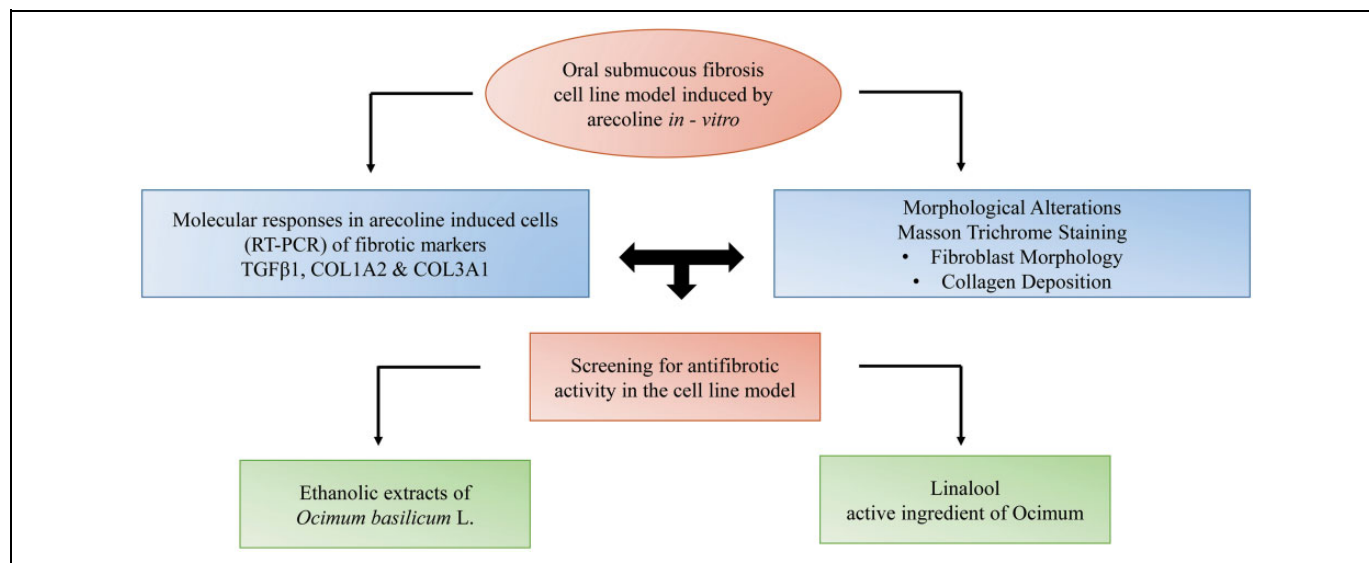 Oral submucous fibrosis
cell line model induced by
arecoline in - vitro
Molecular responses in arecoline induced cells
(RT-PCR) of fibrotic markers
TGFβ1, COL1A2 & COL3A1
Morphological Alterations
Masson Trichrome Staining
• Fibroblast Morphology
• Collagen Deposition
Screening for antifibrotic
activity in the cell line model
Ethanolic extracts of
Ocimum basilicum L.
Linalool
active ingredient of Ocimum